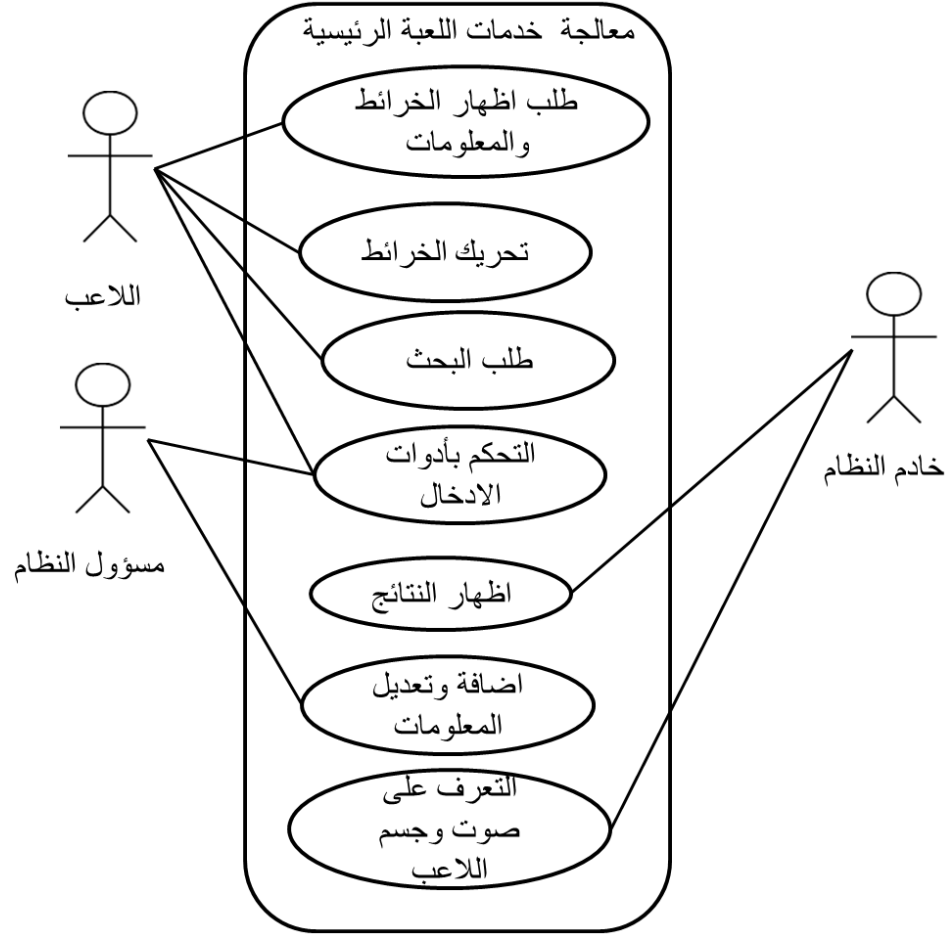 معالجة خدمات اللعبة الرئيسية
طلب اظهار الخرائط
والمعلومات
تحريك الخرائط
اللاعب
طلب البحث
التحكم بأدوات
الادخال
خادم النظام
مسؤول النظام
اظهار النتائج
اضافة وتعديل
المعلومات
التعرف على
صوت وجسم
اللاعب